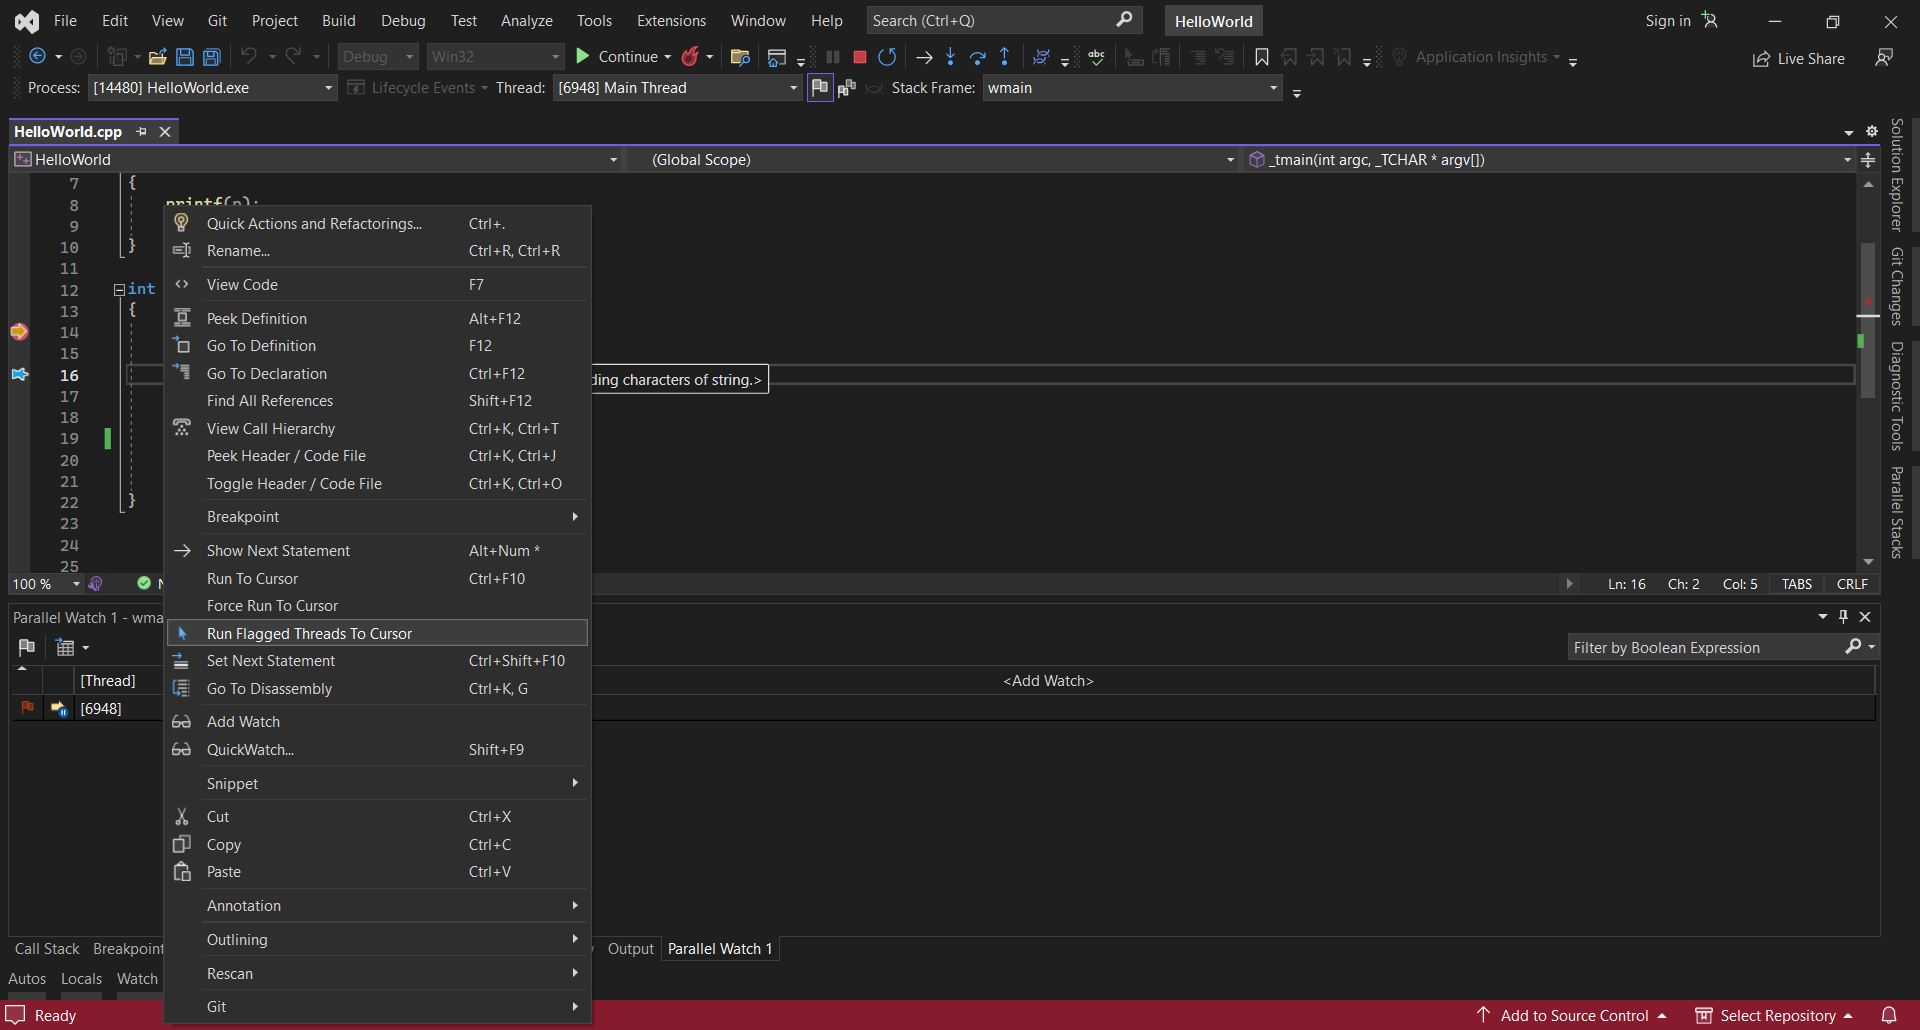 File Edit View Git Project Build Debug Test Analyze Tools Extensions Window Help Search (Ctrl+Q) HelloWorld Sign in
Debug Win32 Continue abc Application Insights Live Share
Process: [14480] HelloWorld.exe Lifecycle Events Thread: [6948] Main Thread Stack Frame: wmain
HelloWorld.cpp
HelloWorld (Global Scope) _tmain(int argc, _TCHAR * argv[])
7 {
8 printf(p);
9
10 }
11
12 int
13 {
14
15
16
17
18
19
20
21
22 }
23
24
25
ding characters of string.>
Quick Actions and Refactorings... Ctrl+.
Rename... Ctrl+R, Ctrl+R
View Code F7
Peek Definition Alt+F12
Go To Definition F12
Go To Declaration Ctrl+F12
Find All References Shift+F12
View Call Hierarchy Ctrl+K, Ctrl+T
Peek Header / Code File Ctrl+K, Ctrl+J
Toggle Header / Code File Ctrl+K, Ctrl+O
Breakpoint
Show Next Statement Alt+Num *
Run To Cursor Ctrl+F10
Force Run To Cursor
Run Flagged Threads To Cursor
Set Next Statement Ctrl+Shift+F10
Go To Disassembly Ctrl+K, G
Add Watch
QuickWatch... Shift+F9
Snippet
Cut Ctrl+X
Copy Ctrl+C
Paste Ctrl+V
Annotation
Outlining
Rescan
Git
100 % N Ln: 16 Ch: 2 Col: 5 TABS CRLF
Parallel Watch 1 - wma
Filter by Boolean Expression
[Thread] <Add Watch>
[6948]
Call Stack Breakpoint Output Parallel Watch 1
Autos Locals Watch
Ready Add to Source Control Select Repository
Solution Explorer
Git Changes
Diagnostic Tools
Parallel Stacks